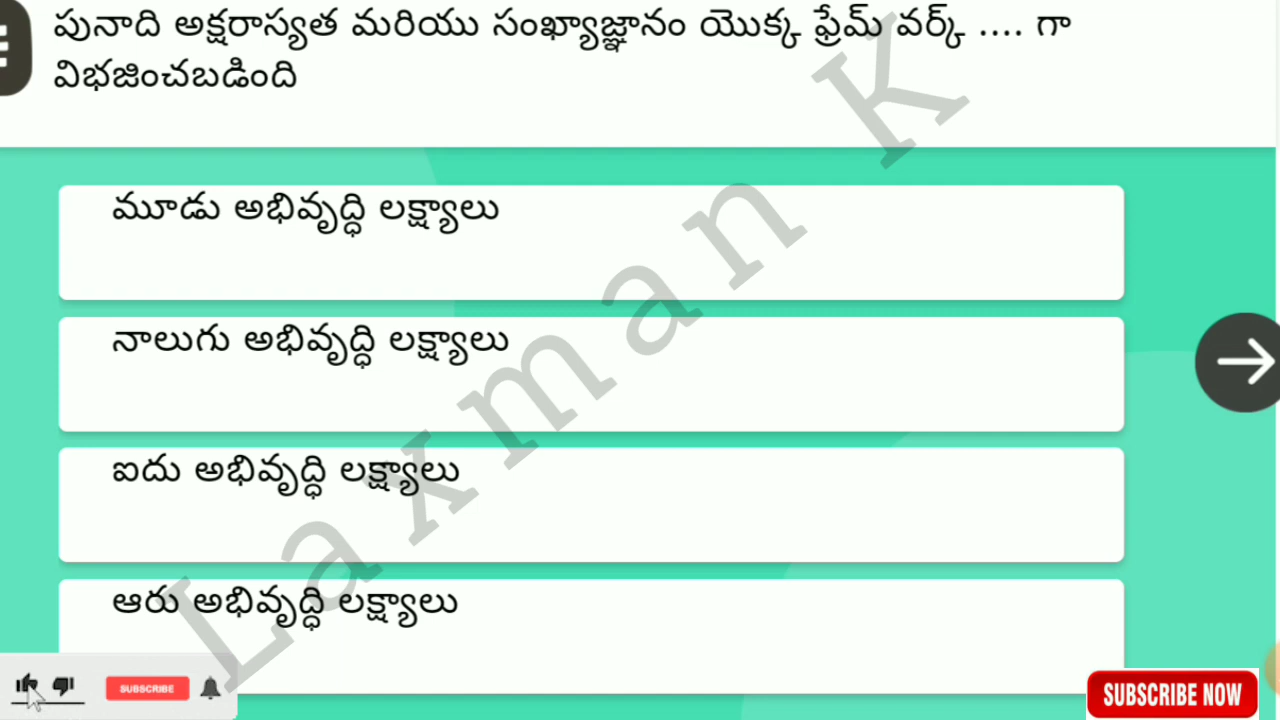 పునాది అక్షరాస్యత మరియు సంఖ్యాజ్ఞానం యొక్క ఫ్రేమ్ వర్క్ .... గా
విభజించబడింది
మూడు అభివృద్ధి లక్ష్యాలు
నాలుగు అభివృద్ధి లక్ష్యాలు
ఐదు అభివృద్ధి లక్ష్యాలు
ఆరు అభివృద్ధి లక్ష్యాలు
Laxman K
SUBSCRIBE
SUBSCRIBE NOW